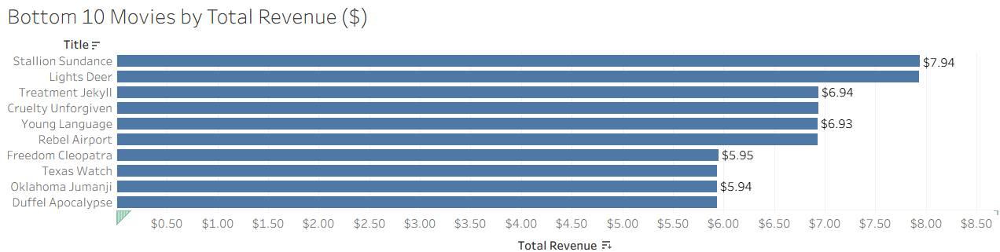 Bottom 10 Movies by Total Revenue ($)
Title
Stallion Sundance $7.94
Lights Deer
Treatment Jekyll $6.94
Cruelty Unforgiven
Young Language $6.93
Rebel Airport
Freedom Cleopatra $5.95
Texas Watch
Oklahoma Jumanji $5.94
Duffel Apocalypse
$0.50 $1.00 $1.50 $2.00 $2.50 $3.00 $3.50 $4.00 $4.50 $5.00 $5.50 $6.00 $6.50 $7.00 $7.50 $8.00 $8.50
Total Revenue